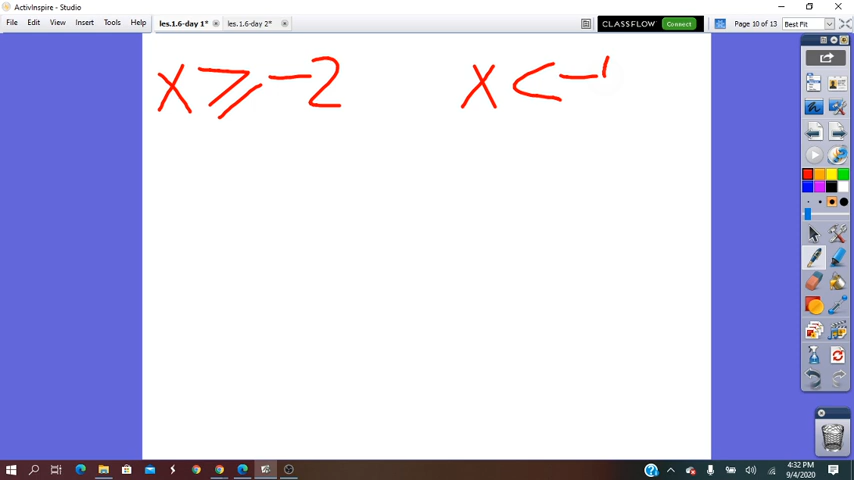 ActivInspire - Studio
File Edit View Insert Tools Help les.1.6-day 1* les.1.6-day 2* CLASSFLOW Connect Page 10 of 13 Best Fit
x ≥ -2 x < -
4:32 PM
9/4/2020